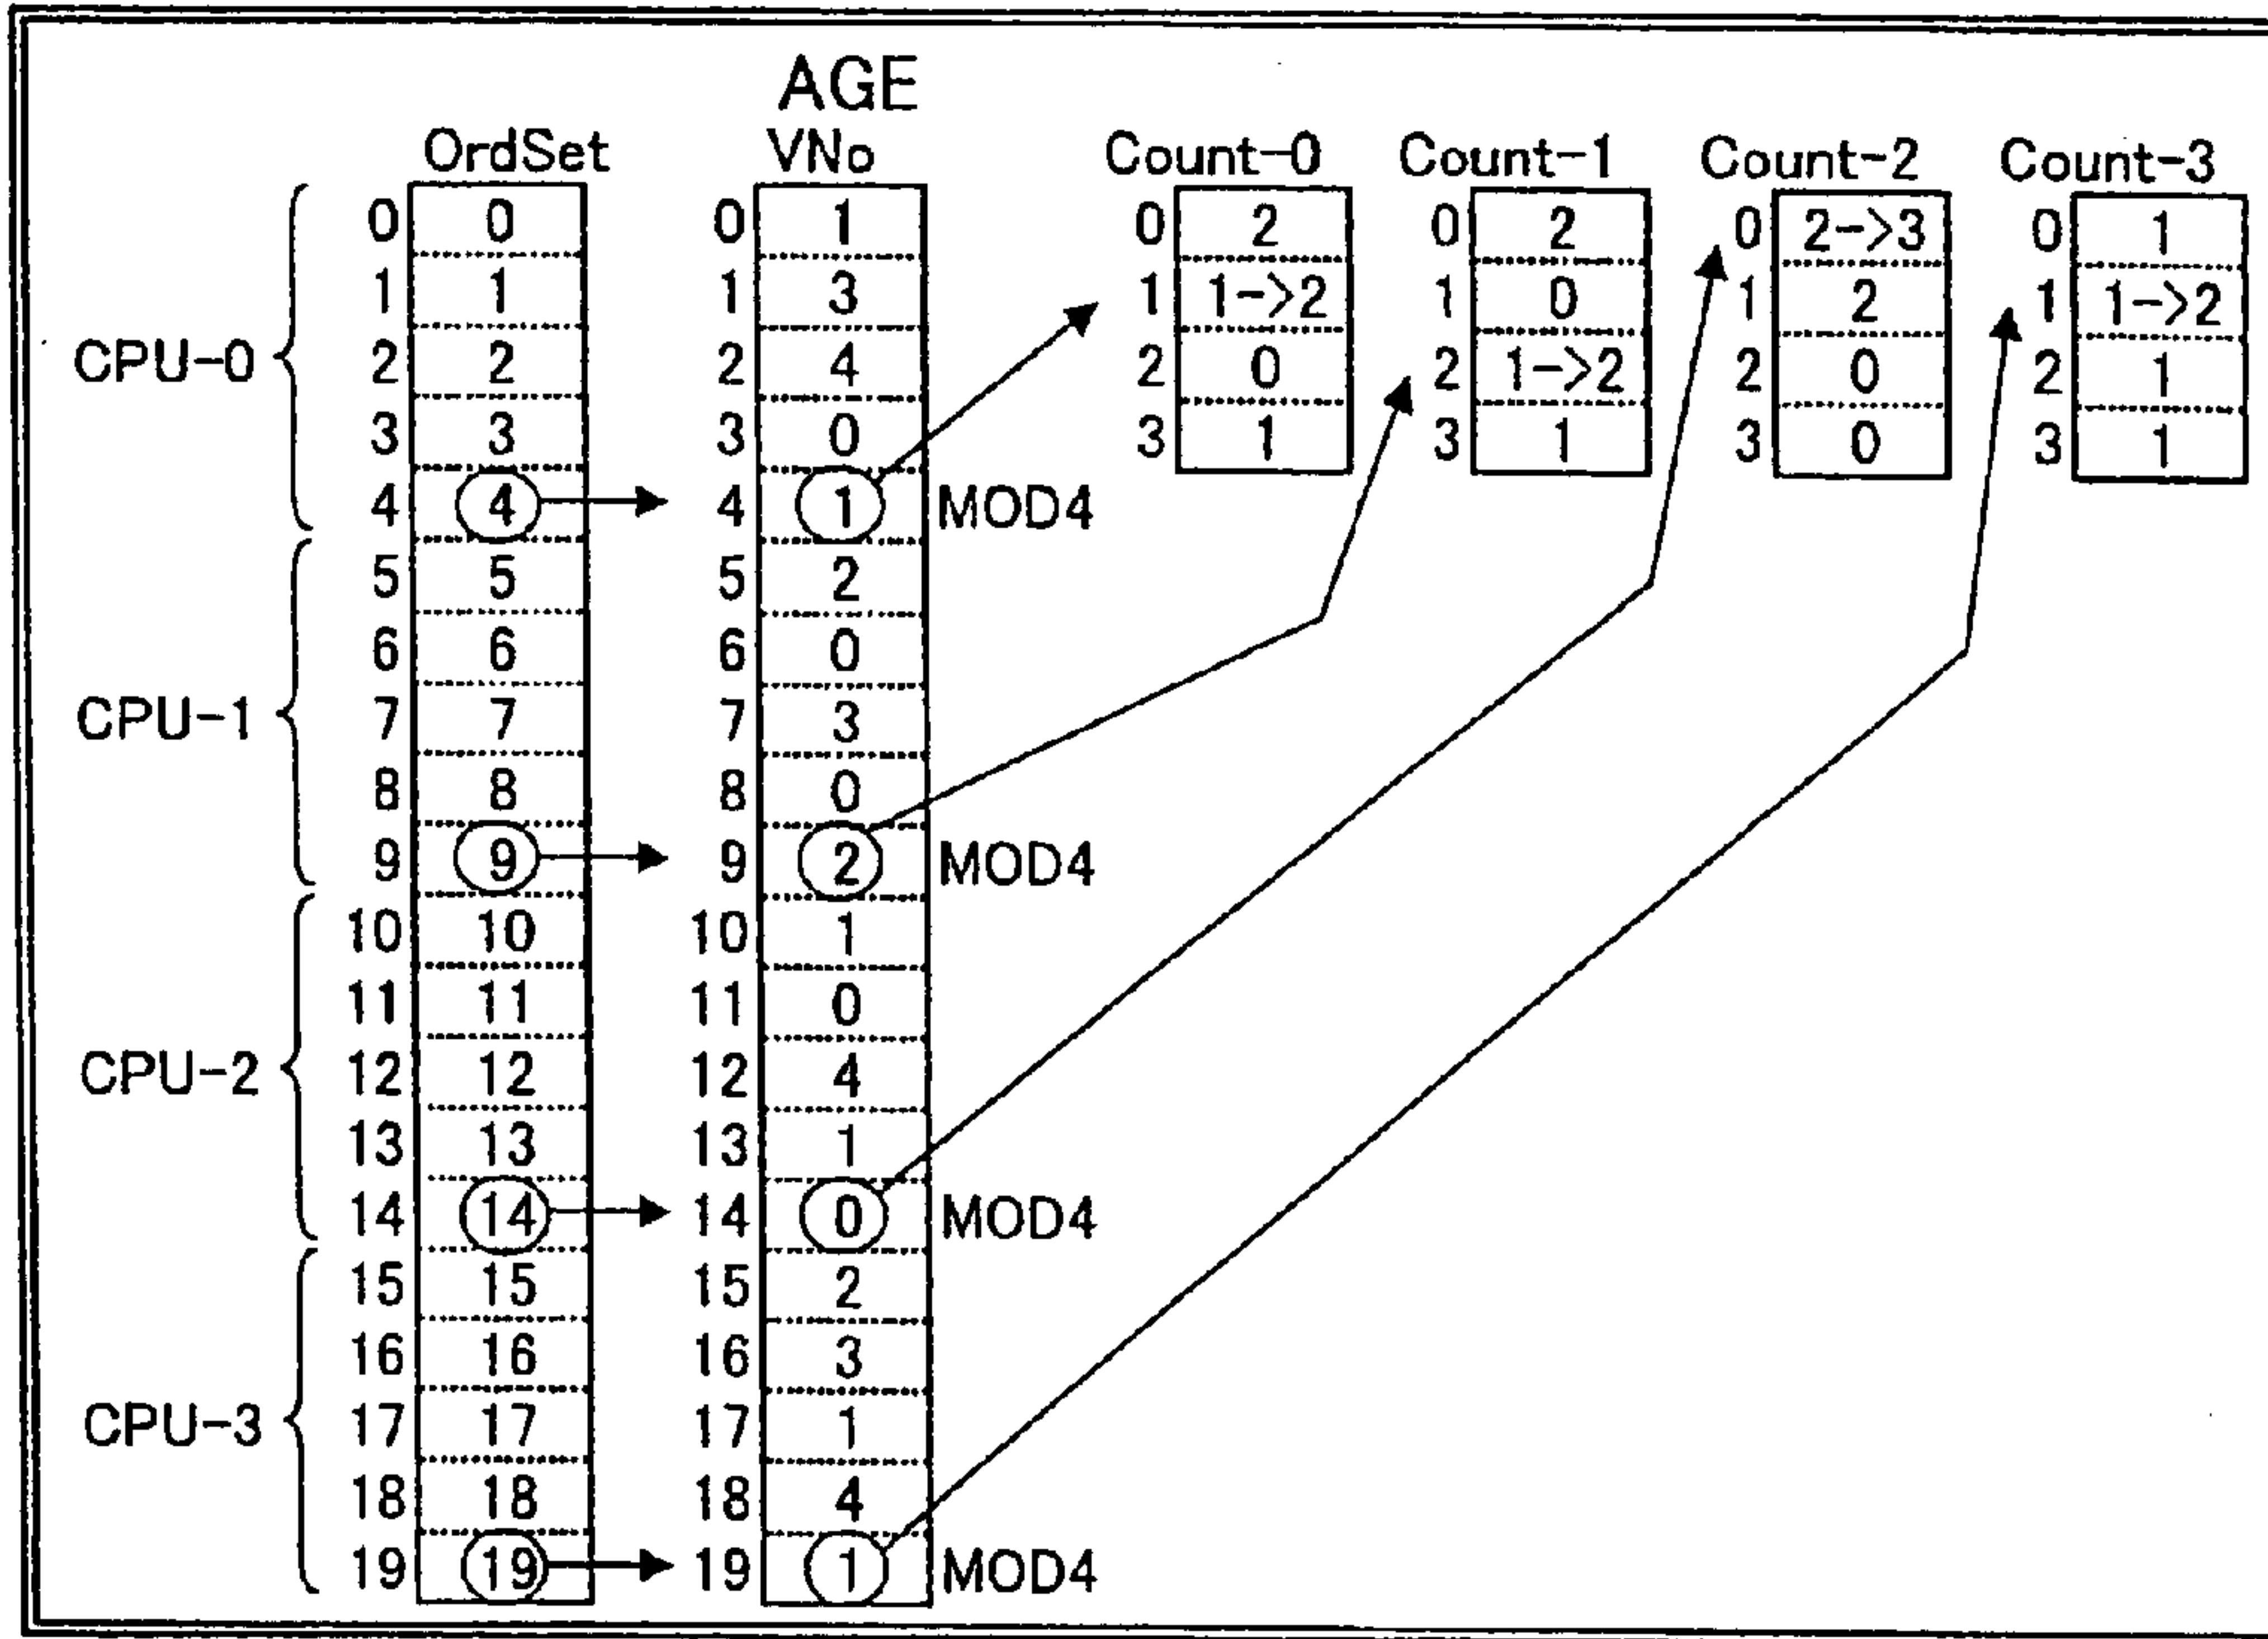 AGE
OrdSet VNo Count-0 Count-1 Count-2 Count-3
0 0 0 1 0 2 0 2 0 2->3 0 1
1 1 1 3 1 1->2 1 0 1 2 1 1->2
CPU-0 2 2 2 4 2 0 2 1->2 2 0 2 1
3 3 3 0 3 1 3 1 3 0 3 1
4 4 4 1 MOD4
5 5 5 2
6 6 6 0
CPU-1 7 7 7 3
8 8 8 0
9 9 9 2 MOD4
10 10 10 1
11 11 11 0
CPU-2 12 12 12 4
13 13 13 1
14 14 14 0 MOD4
15 15 15 2
16 16 16 3
CPU-3 17 17 17 1
18 18 18 4
19 19 19 1 MOD4